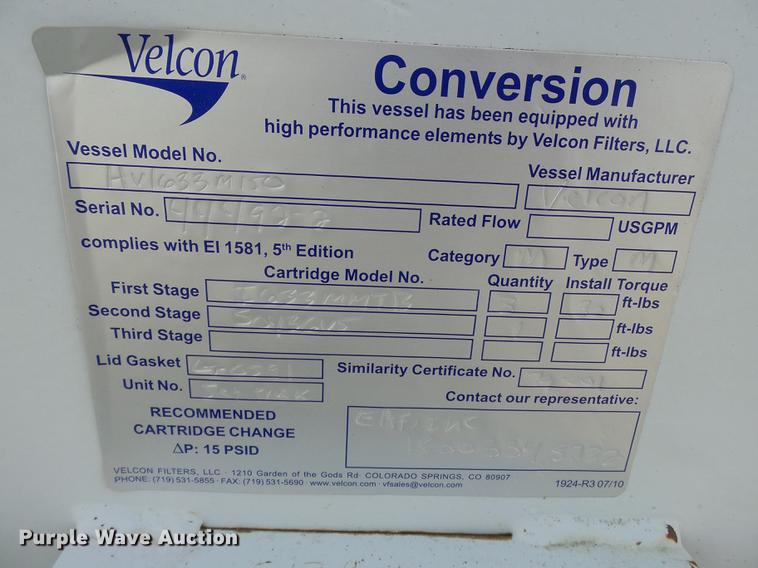 Velcon®
Conversion
This vessel has been equipped with
high performance elements by Velcon Filters, LLC.
Vessel Model No.
Vessel Manufacturer
HV1633M150
Velcon
Serial No.
Rated Flow
USGPM
complies with EI 1581, 5th Edition
Category M Type M
Cartridge Model No.
Quantity
Install Torque
First Stage 3 ft-lbs
Second Stage ft-lbs
Third Stage ft-lbs
Lid Gasket
Similarity Certificate No.
Unit No.
Contact our representative:
RECOMMENDED
CARTRIDGE CHANGE
ΔP: 15 PSID
VELCON FILTERS, LLC · 1210 Garden of the Gods Rd· COLORADO SPRINGS, CO 80907
PHONE: (719) 531-5855 · FAX: (719) 531-5690 · www.velcon.com · vfsales@velcon.com
1924-R3 07/10
Purple Wave Auction